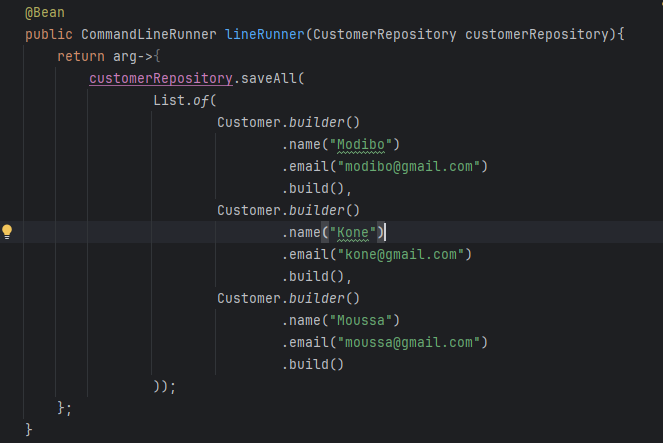 @Bean
public CommandLineRunner lineRunner(CustomerRepository customerRepository){
return arg->{
customerRepository.saveAll(
List.of(
Customer.builder()
.name("Modibo")
.email("modibo@gmail.com")
.build(),
Customer.builder()
.name("Kone")
.email("kone@gmail.com")
.build(),
Customer.builder()
.name("Moussa")
.email("moussa@gmail.com")
.build()
));
};
}